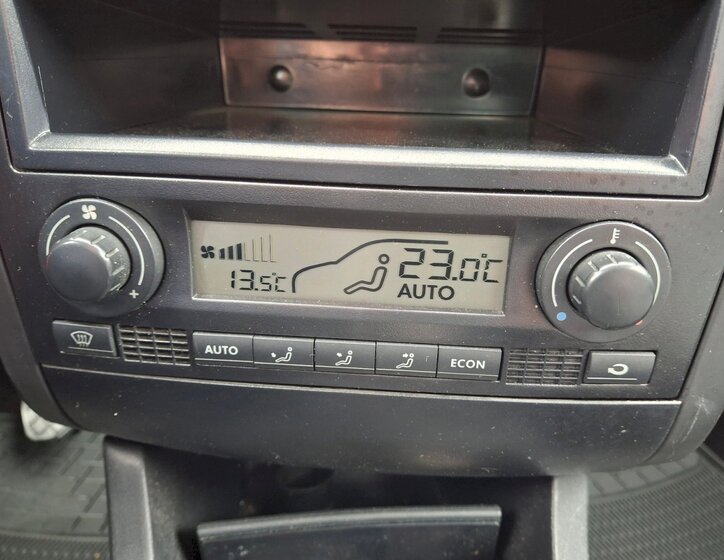 23.0°C
13.5°C
AUTO
+
AUTO
ECON